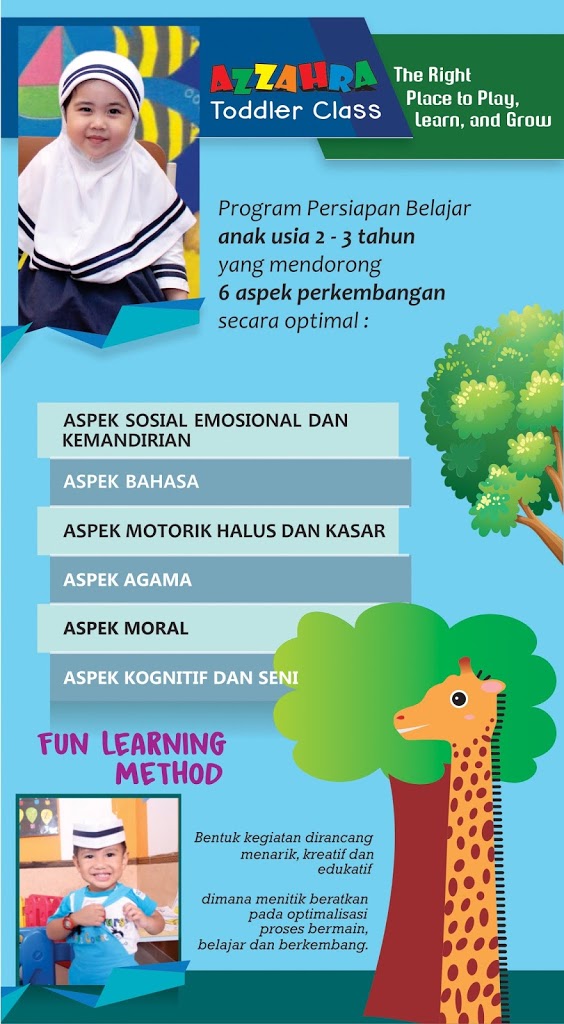 AZZAHRA
Toddler Class
The Right
Place to Play,
Learn, and Grow
Program Persiapan Belajar
anak usia 2 - 3 tahun
yang mendorong
6 aspek perkembangan
secara optimal :
ASPEK SOSIAL EMOSIONAL DAN
KEMANDIRIAN
ASPEK BAHASA
ASPEK MOTORIK HALUS DAN KASAR
ASPEK AGAMA
ASPEK MORAL
ASPEK KOGNITIF DAN SENI
FUN LEARNING
METHOD
Bentuk kegiatan dirancang
menarik, kreatif dan
edukatif
dimana menitik beratkan
pada optimalisasi
proses bermain,
belajar dan berkembang.